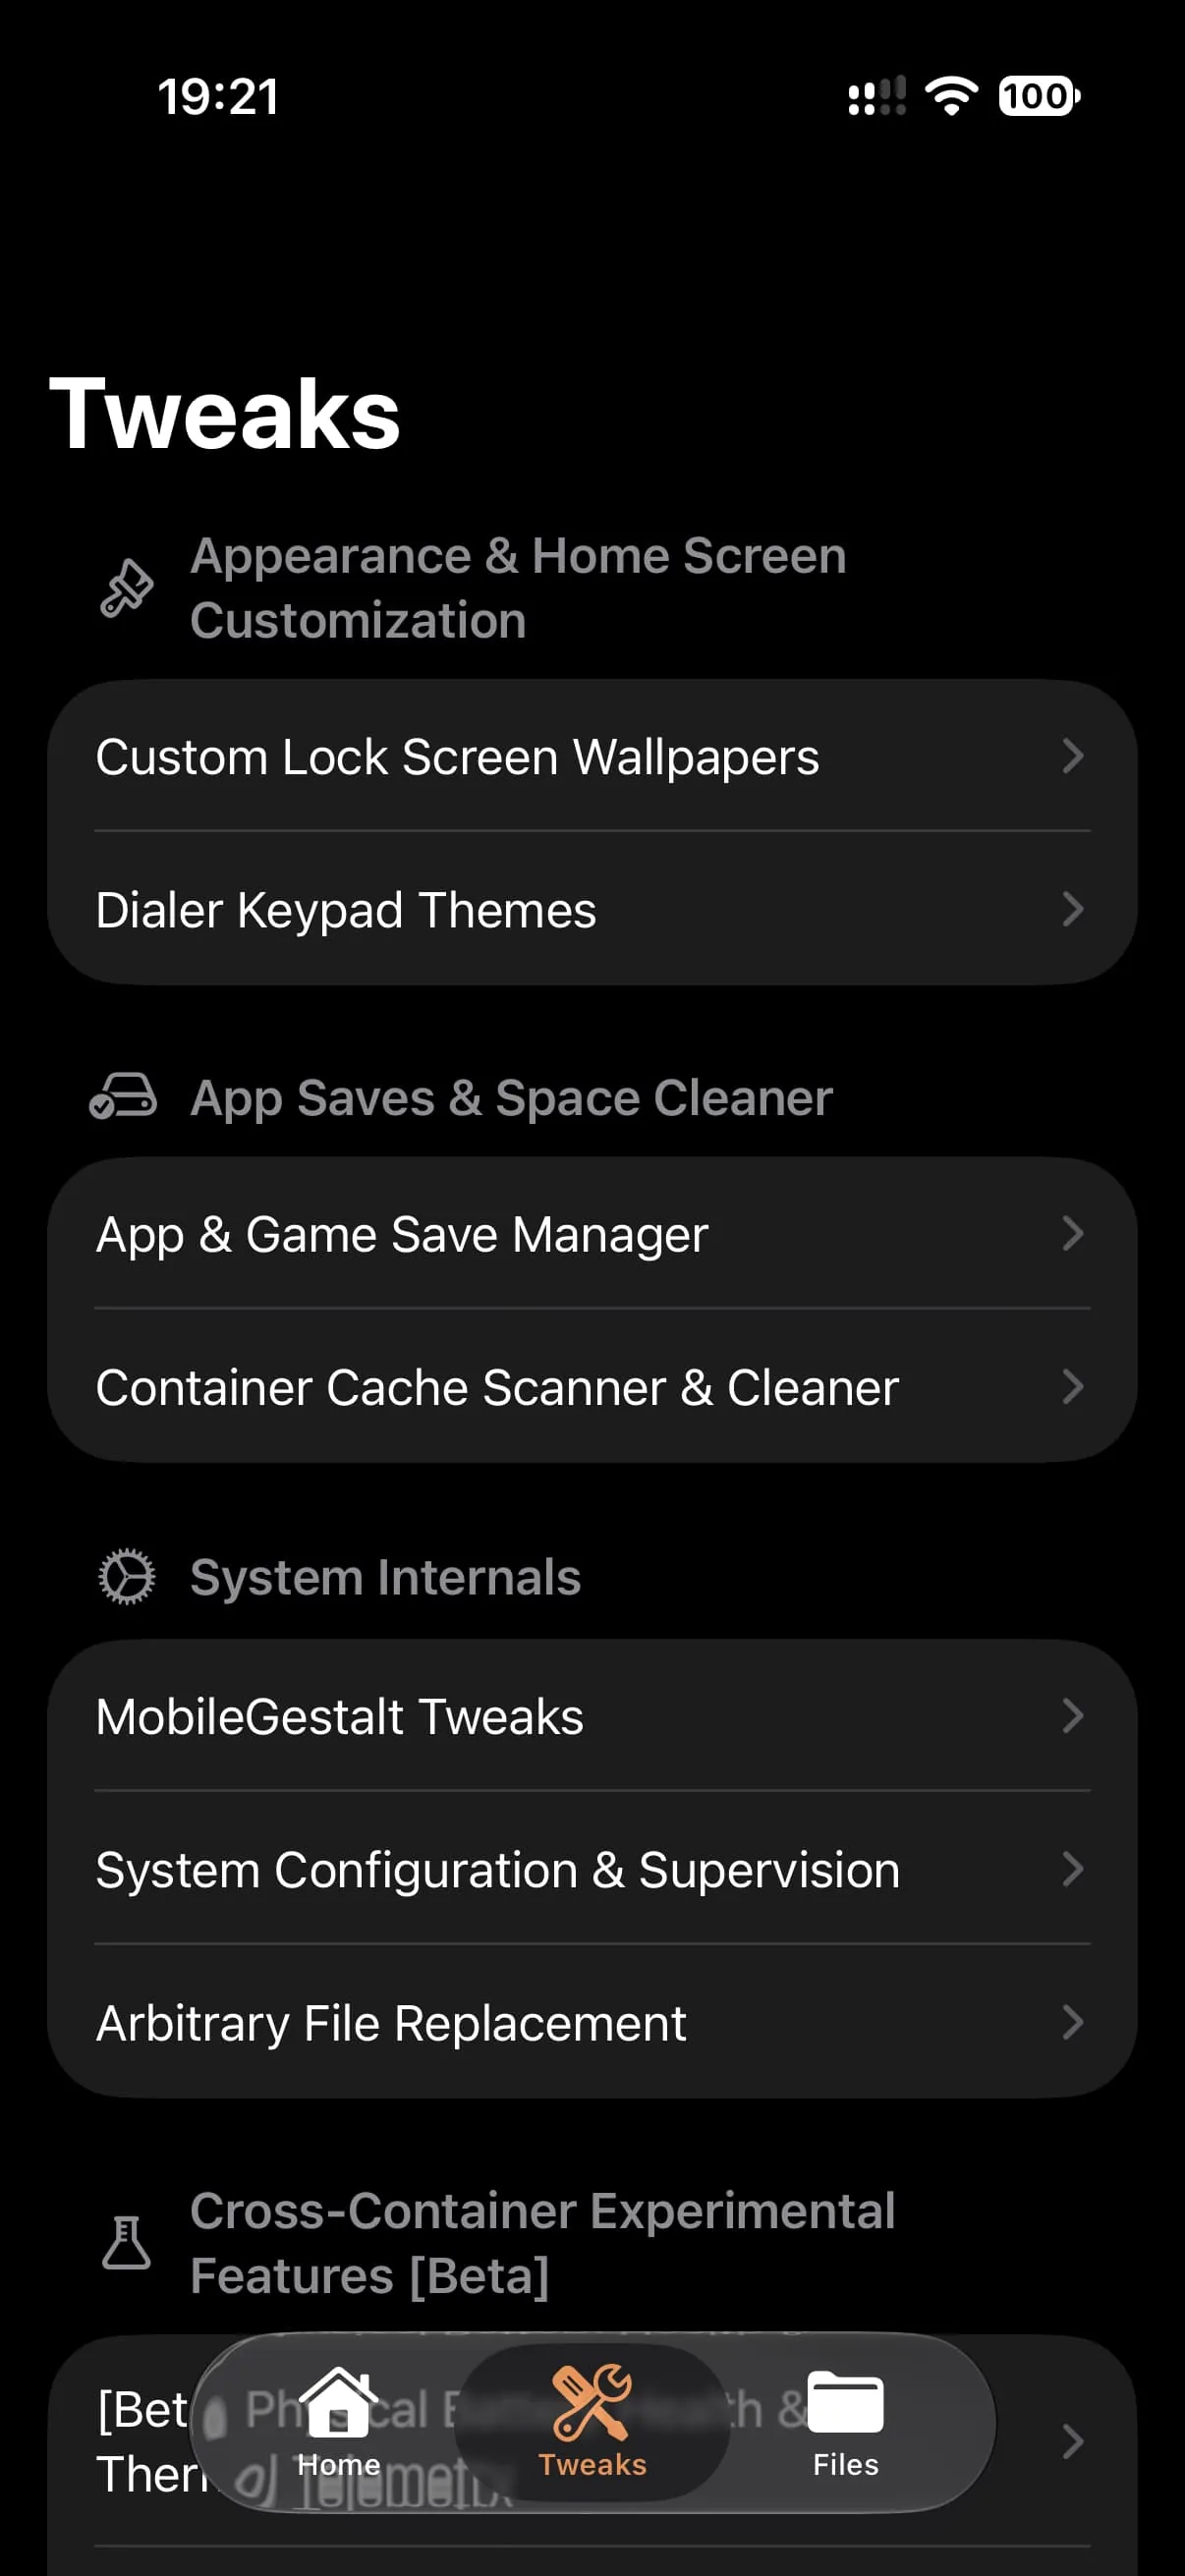 19:21
100
Tweaks
Appearance & Home Screen
Customization
Custom Lock Screen Wallpapers
Dialer Keypad Themes
App Saves & Space Cleaner
App & Game Save Manager
Container Cache Scanner & Cleaner
System Internals
MobileGestalt Tweaks
System Configuration & Supervision
Arbitrary File Replacement
Cross-Container Experimental
Features [Beta]
Home
Tweaks
Files